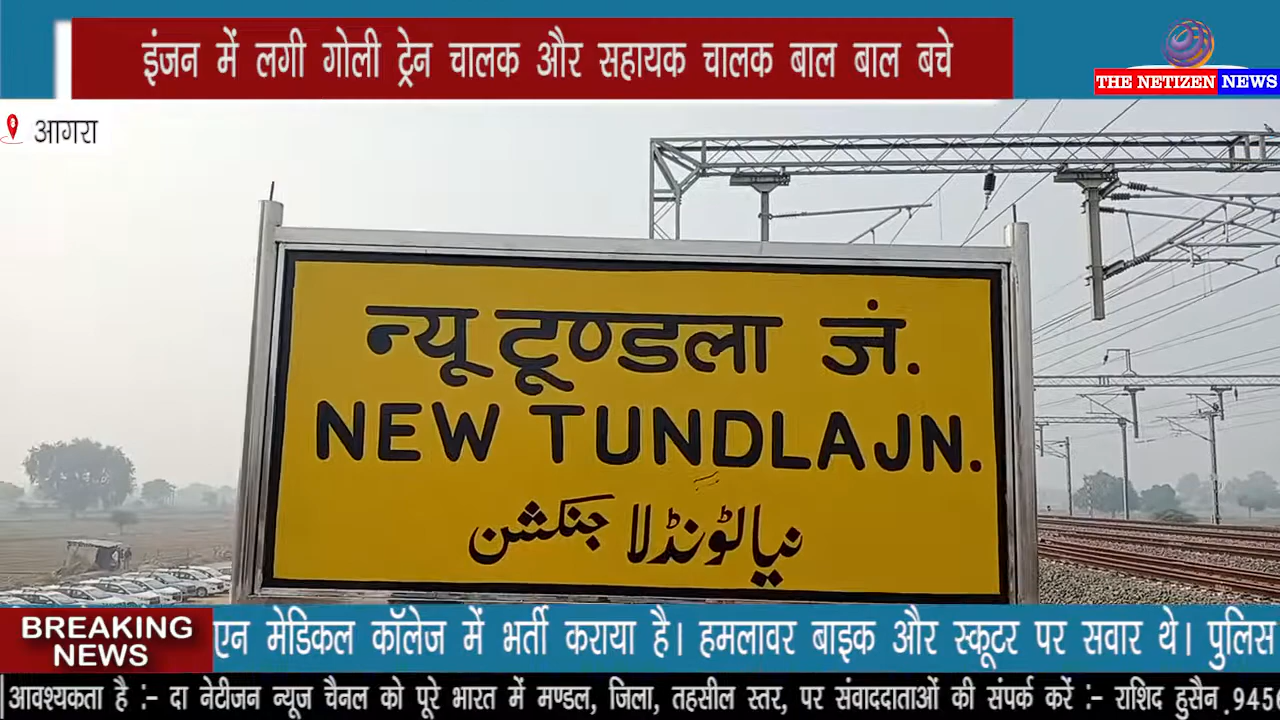 इंजन में लगी गोली ट्रेन चालक और सहायक चालक बाल बाल बचे
THE NETIZEN NEWS
आगरा
न्यू टूण्डला जं.
NEW TUNDLAJN.
نیا ٹونڈلا جنکشن
BREAKING
NEWS
एन मेडिकल कॉलेज में भर्ती कराया है। हमलावर बाइक और स्कूटर पर सवार थे। पुलिस
आवश्यकता है :- दा नेटीजन न्यूज चैनल को पूरे भारत में मण्डल, जिला, तहसील स्तर, पर संवाददाताओं की संपर्क करें :- राशिद हुसैन .945